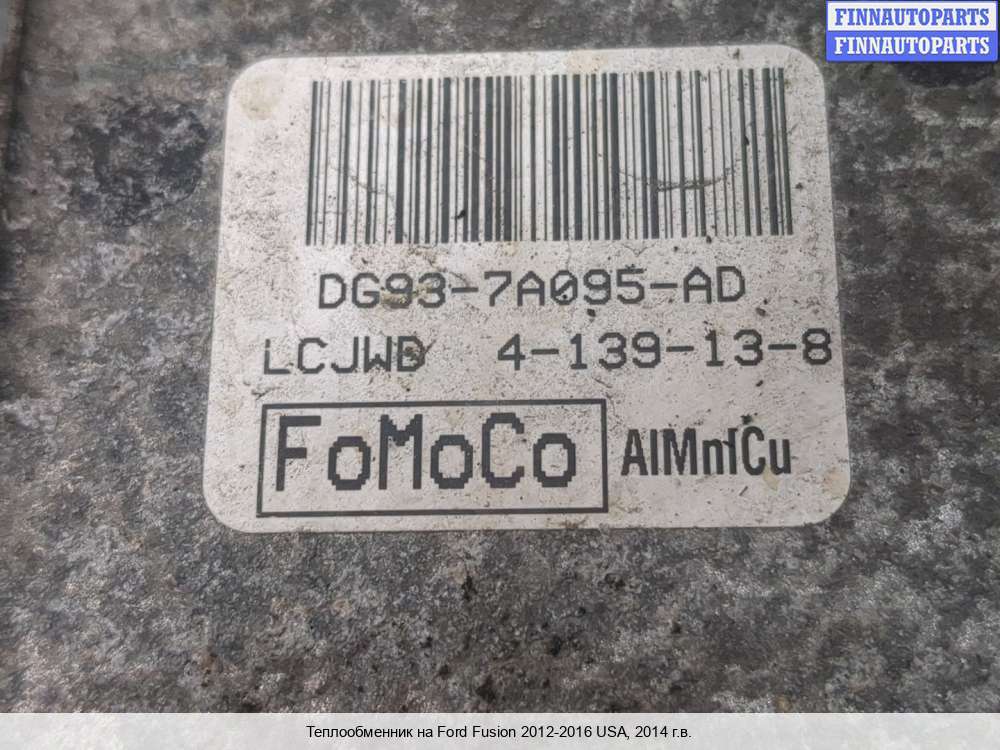 FINNAUTOPARTS
FINNAUTOPARTS
DG93-7A095-AD
LCJWD 4-139-13-8
FoMoCo AlMn1Cu
Теплообменник на Ford Fusion 2012-2016 USA, 2014 г.в.